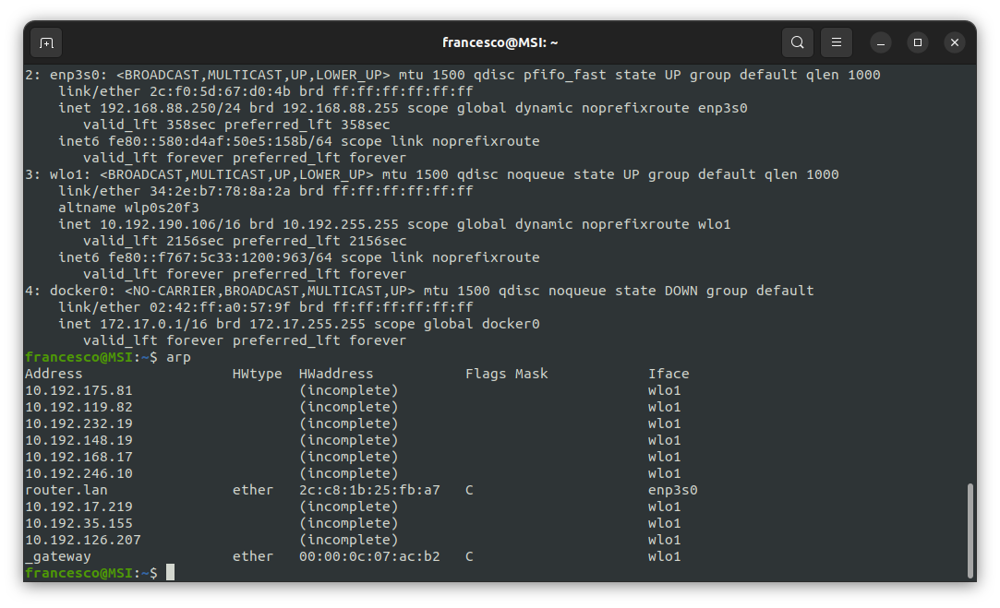 francesco@MSI: ~
2: enp3s0: <BROADCAST,MULTICAST,UP,LOWER_UP> mtu 1500 qdisc pfifo_fast state UP group default qlen 1000
    link/ether 2c:f0:5d:67:d0:4b brd ff:ff:ff:ff:ff:ff
    inet 192.168.88.250/24 brd 192.168.88.255 scope global dynamic noprefixroute enp3s0
       valid_lft 358sec preferred_lft 358sec
    inet6 fe80::580:d4af:50e5:158b/64 scope link noprefixroute
       valid_lft forever preferred_lft forever
3: wlo1: <BROADCAST,MULTICAST,UP,LOWER_UP> mtu 1500 qdisc noqueue state UP group default qlen 1000
    link/ether 34:2e:b7:78:8a:2a brd ff:ff:ff:ff:ff:ff
    altname wlp0s20f3
    inet 10.192.190.106/16 brd 10.192.255.255 scope global dynamic noprefixroute wlo1
       valid_lft 2156sec preferred_lft 2156sec
    inet6 fe80::f767:5c33:1200:963/64 scope link noprefixroute
       valid_lft forever preferred_lft forever
4: docker0: <NO-CARRIER,BROADCAST,MULTICAST,UP> mtu 1500 qdisc noqueue state DOWN group default
    link/ether 02:42:ff:a0:57:9f brd ff:ff:ff:ff:ff:ff
    inet 172.17.0.1/16 brd 172.17.255.255 scope global docker0
       valid_lft forever preferred_lft forever
francesco@MSI:~$ arp
Address                  HWtype  HWaddress           Flags Mask            Iface
10.192.175.81                    (incomplete)                              wlo1
10.192.119.82                    (incomplete)                              wlo1
10.192.232.19                    (incomplete)                              wlo1
10.192.148.19                    (incomplete)                              wlo1
10.192.168.17                    (incomplete)                              wlo1
10.192.246.10                    (incomplete)                              wlo1
router.lan               ether   2c:c8:1b:25:fb:a7   C                     enp3s0
10.192.17.219                    (incomplete)                              wlo1
10.192.35.155                    (incomplete)                              wlo1
10.192.126.207                   (incomplete)                              wlo1
_gateway                 ether   00:00:0c:07:ac:b2   C                     wlo1
francesco@MSI:~$